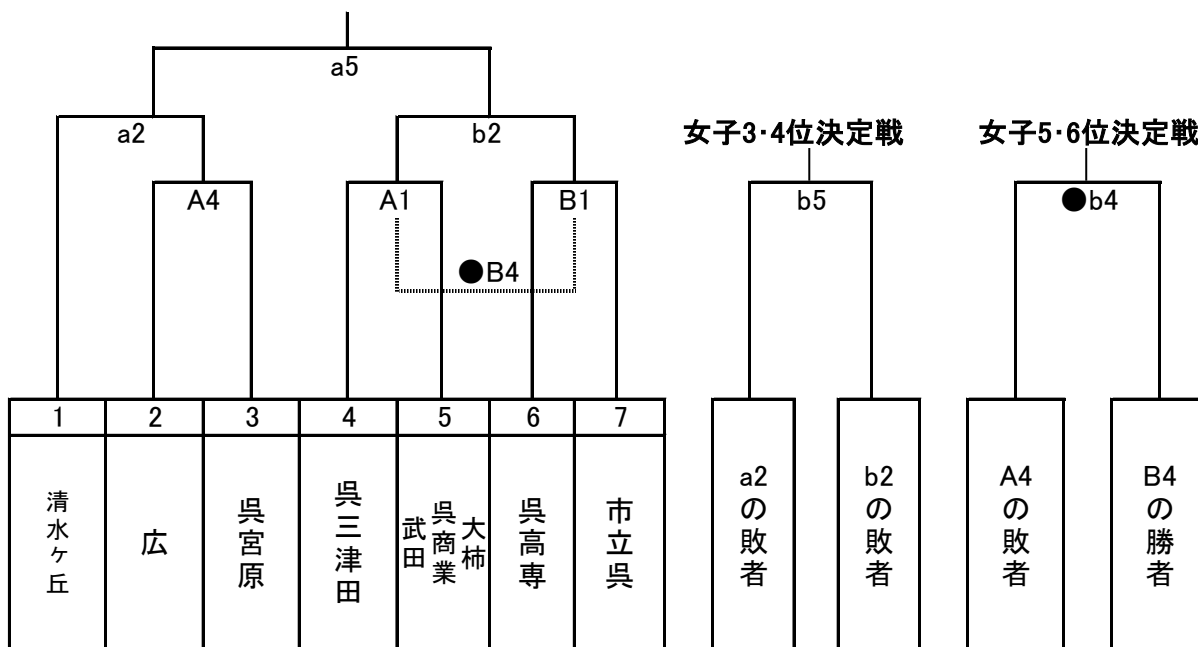 a5
a2
b2
女子3・4位決定戦
女子5・6位決定戦
A4
A1
B1
b5
●b4
●B4
1
2
3
4
5
6
7
清水ヶ丘
広
呉宮原
呉三津田
大柿
呉商業
武田
呉高専
市立呉
a2の敗者
b2の敗者
A4の敗者
B4の勝者